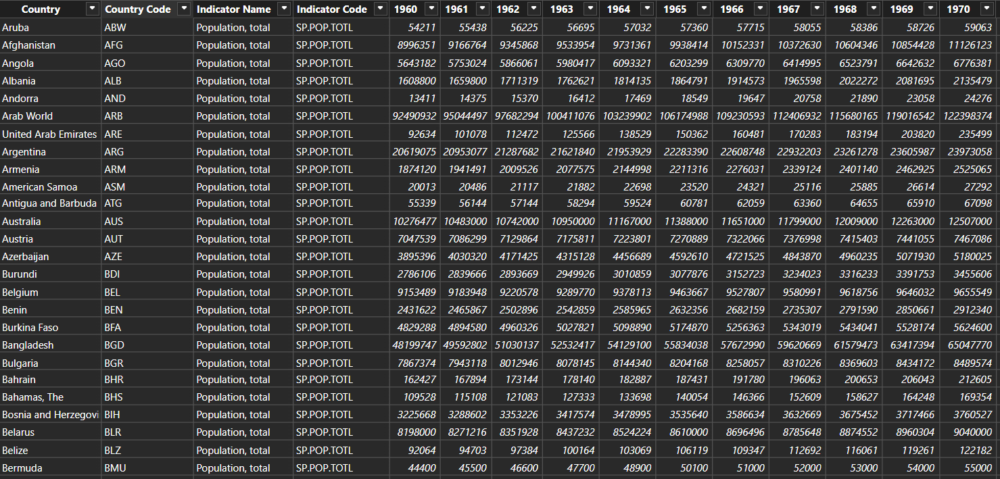 Country Country Code Indicator Name Indicator Code 1960 1961 1962 1963 1964 1965 1966 1967 1968 1969 1970
Aruba ABW Population, total SP.POP.TOTL 54211 55438 56225 56695 57032 57360 57715 58055 58386 58726 59063
Afghanistan AFG Population, total SP.POP.TOTL 8996351 9166764 9345868 9533954 9731361 9938414 10152331 10372630 10604346 10854428 11126123
Angola AGO Population, total SP.POP.TOTL 5643182 5753024 5866061 5980417 6093321 6203299 6309770 6414995 6523791 6642632 6776381
Albania ALB Population, total SP.POP.TOTL 1608800 1659800 1711319 1762621 1814135 1864791 1914573 1965598 2022272 2081695 2135479
Andorra AND Population, total SP.POP.TOTL 13411 14375 15370 16412 17469 18549 19647 20758 21890 23058 24276
Arab World ARB Population, total SP.POP.TOTL 92490932 95044497 97682294 100411076 103239902 106174988 109230593 112406932 115680165 119016542 122398374
United Arab Emirates ARE Population, total SP.POP.TOTL 92634 101078 112472 125566 138529 150362 160481 170283 183194 203820 235499
Argentina ARG Population, total SP.POP.TOTL 20619075 20953077 21287682 21621840 21953929 22283390 22608748 22932203 23261278 23605987 23973058
Armenia ARM Population, total SP.POP.TOTL 1874120 1941491 2009526 2077575 2144998 2211316 2276031 2339124 2401140 2462925 2525065
American Samoa ASM Population, total SP.POP.TOTL 20013 20486 21117 21882 22698 23520 24321 25116 25885 26614 27292
Antigua and Barbuda ATG Population, total SP.POP.TOTL 55339 56144 57144 58294 59524 60781 62059 63360 64655 65910 67098
Australia AUS Population, total SP.POP.TOTL 10276477 10483000 10742000 10950000 11167000 11388000 11651000 11799000 12009000 12263000 12507000
Austria AUT Population, total SP.POP.TOTL 7047539 7086299 7129864 7175811 7223801 7270889 7322066 7376998 7415403 7441055 7467086
Azerbaijan AZE Population, total SP.POP.TOTL 3895396 4030320 4171425 4315128 4456689 4592610 4721525 4843870 4960235 5071930 5180025
Burundi BDI Population, total SP.POP.TOTL 2786106 2839666 2893669 2949926 3010859 3077876 3152723 3234023 3316233 3391753 3455606
Belgium BEL Population, total SP.POP.TOTL 9153489 9183948 9220578 9289770 9378113 9463667 9527807 9580991 9618756 9646032 9655549
Benin BEN Population, total SP.POP.TOTL 2431622 2465867 2502896 2542859 2585965 2632356 2682159 2735307 2791590 2850661 2912340
Burkina Faso BFA Population, total SP.POP.TOTL 4829288 4894580 4960326 5027821 5098890 5174870 5256363 5343019 5434041 5528174 5624600
Bangladesh BGD Population, total SP.POP.TOTL 48199747 49592802 51030137 52532417 54129100 55834038 57672990 59620669 61579473 63417394 65047770
Bulgaria BGR Population, total SP.POP.TOTL 7867374 7943118 8012946 8078145 8144340 8204168 8258057 8310226 8369603 8434172 8489574
Bahrain BHR Population, total SP.POP.TOTL 162427 167894 173144 178140 182887 187431 191780 196063 200653 206043 212605
Bahamas, The BHS Population, total SP.POP.TOTL 109528 115108 121083 127333 133698 140054 146366 152609 158627 164248 169354
Bosnia and Herzegovi BIH Population, total SP.POP.TOTL 3225668 3288602 3353226 3417574 3478995 3535640 3586634 3632669 3675452 3717466 3760527
Belarus BLR Population, total SP.POP.TOTL 8198000 8271216 8351928 8437232 8524224 8610000 8696496 8785648 8874552 8960304 9040000
Belize BLZ Population, total SP.POP.TOTL 92064 94703 97384 100164 103069 106119 109347 112692 116061 119261 122182
Bermuda BMU Population, total SP.POP.TOTL 44400 45500 46600 47700 48900 50100 51000 52000 53000 54000 55000